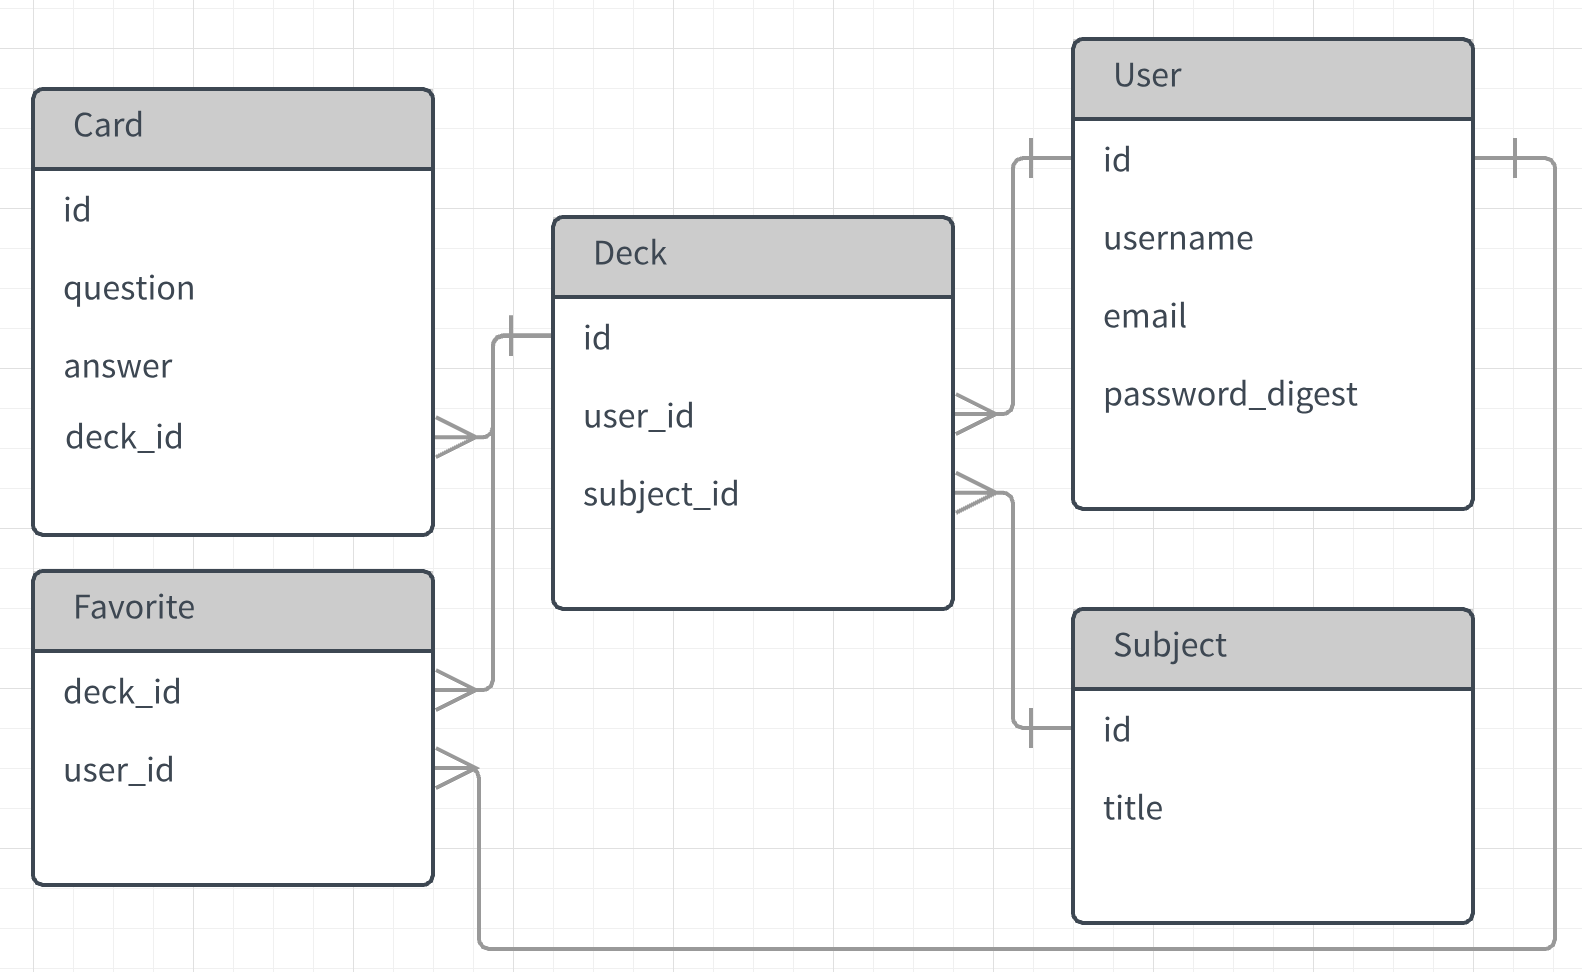 Card
id
question
answer
deck_id
Favorite
deck_id
user_id
Deck
id
user_id
subject_id
User
id
username
email
password_digest
Subject
id
title